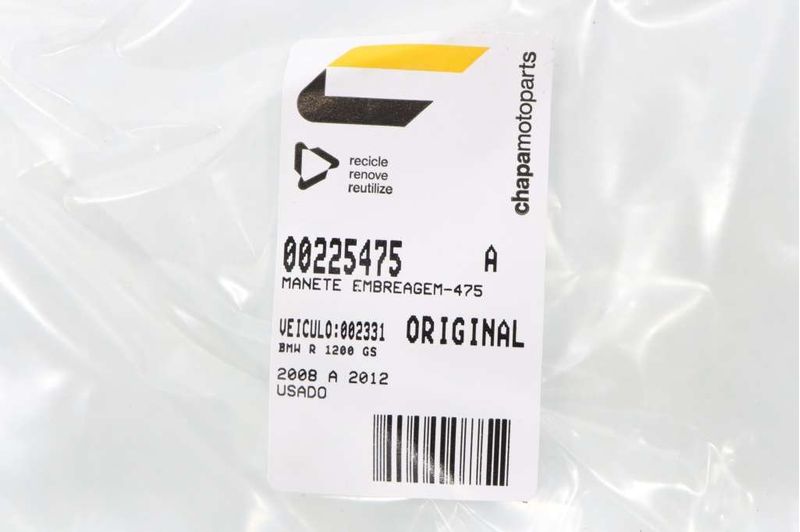 chapamotoparts
recicle
renove
reutilize
00225475 A
MANETE EMBREAGEM-475
VEICULO:002331 ORIGINAL
BMW R 1200 GS
2008 A 2012
USADO